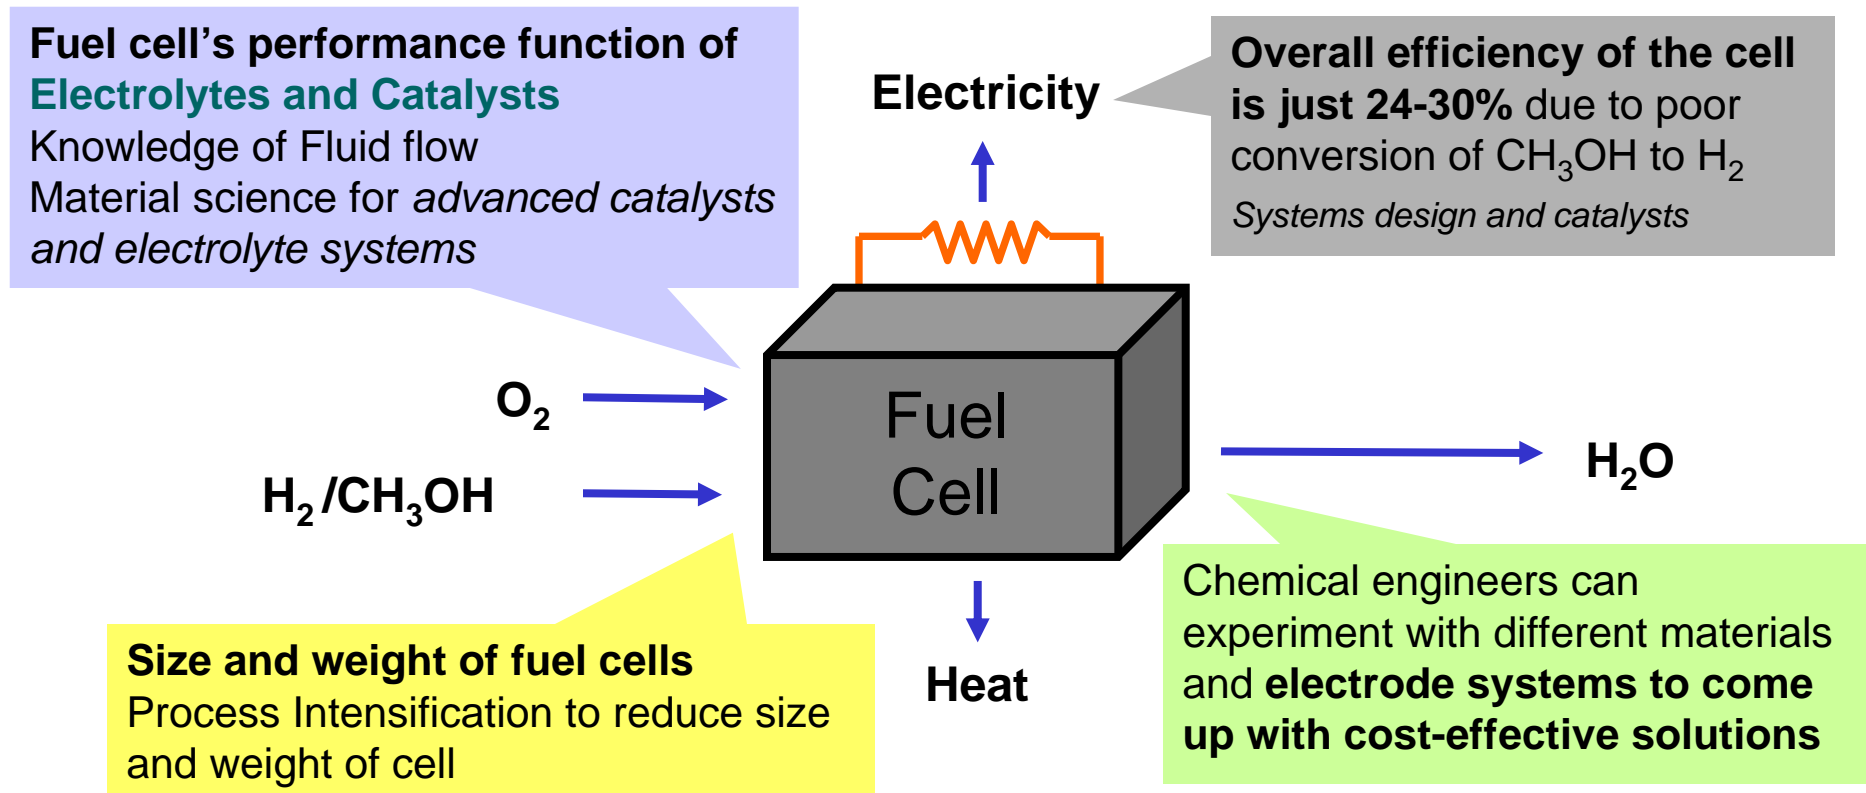 Fuel cell’s performance function of
Electrolytes and Catalysts
Knowledge of Fluid flow
Material science for advanced catalysts
and electrolyte systems
Electricity
Overall efficiency of the cell
is just 24-30% due to poor
conversion of CH₃OH to H₂
Systems design and catalysts
O₂
H₂ /CH₃OH
Fuel
Cell
H₂O
Heat
Size and weight of fuel cells
Process Intensification to reduce size
and weight of cell
Chemical engineers can
experiment with different materials
and electrode systems to come
up with cost-effective solutions